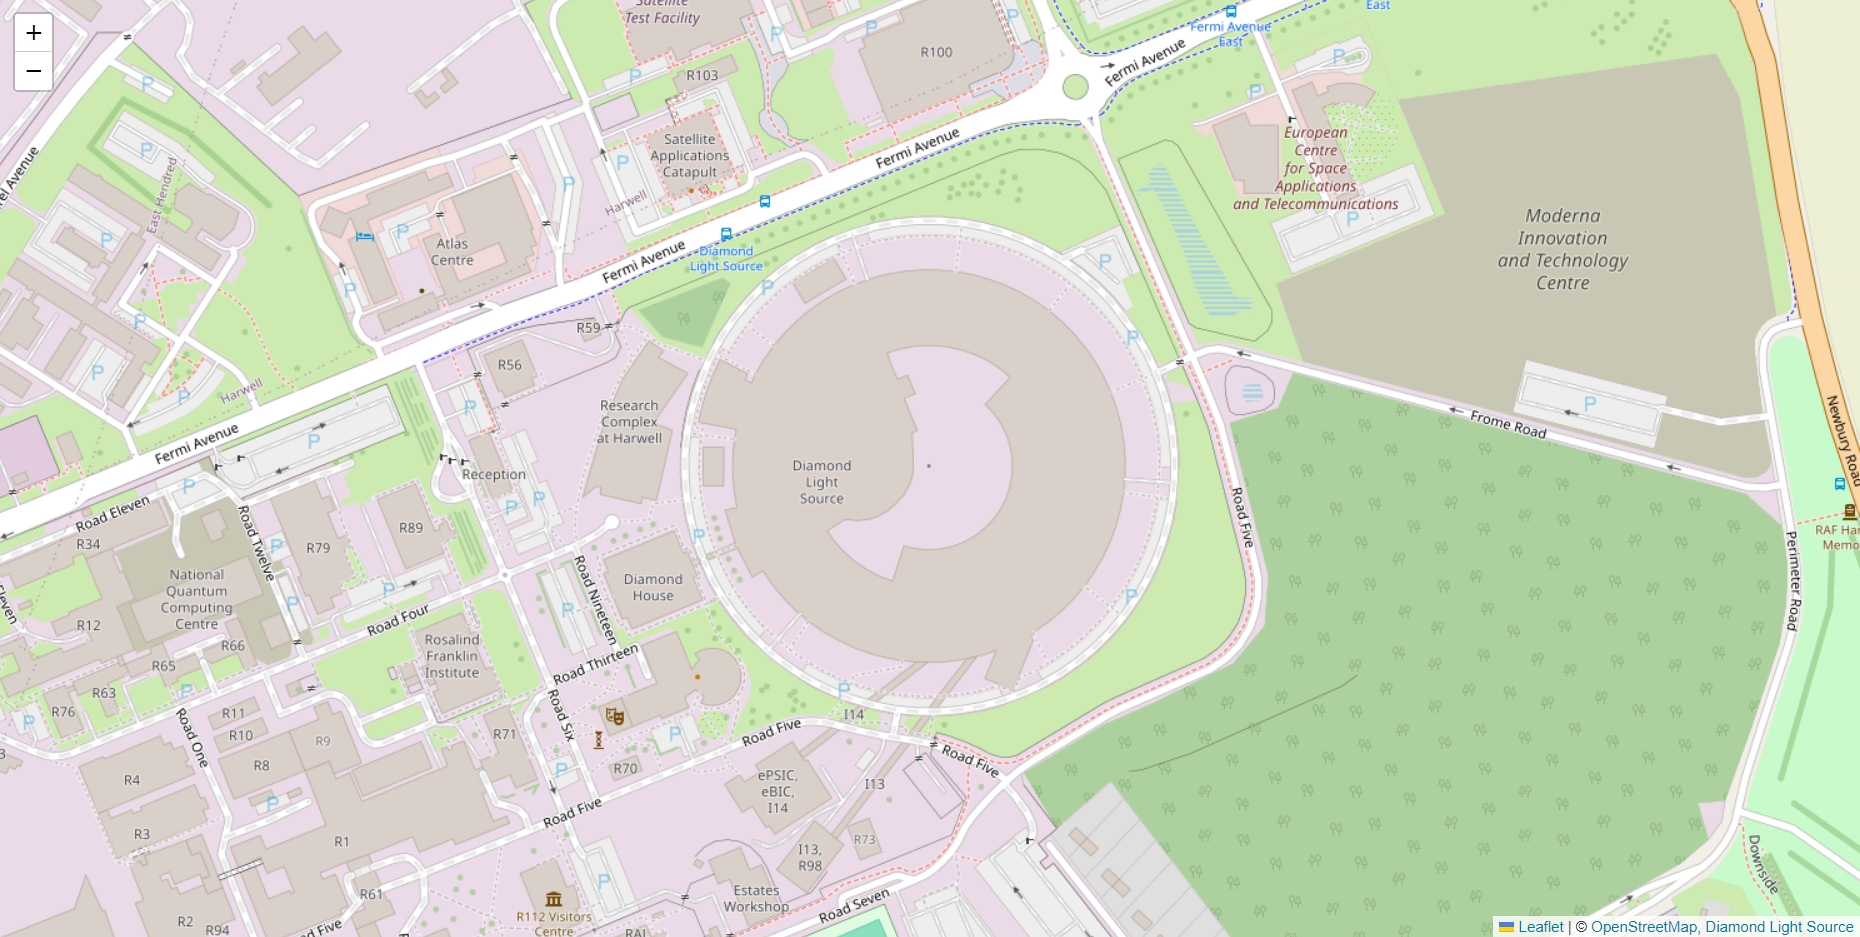 +
−
Satellite
Test Facility
R103
R100
Fermi Avenue
East
East
Fermi Avenue
Satellite
Applications
Catapult
Harwell
Fermi Avenue
European
Centre
for Space
Applications
and Telecommunications
Moderna
Innovation
and Technology
Centre
East Hendred
Atlas
Centre
Fermi Avenue
Diamond
Light Source
R59
R56
Harwell
Research
Complex
at Harwell
Diamond
Light
Source
Fermi Avenue
Reception
Frome Road
Newbury Road
Road Five
Road Eleven
Road Twelve
R34
R79
R89
National
Quantum
Computing
Centre
Road Nineteen
Diamond
House
RAF
Perimeter Road
R12
R66
R65
R63
R76
Road Four
Rosalind
Franklin
Institute
Road Thirteen
Road Six
Road One
R11
R10
R9
R8
R4
R3
R71
R70
Road Five
I14
Road Five
ePSIC,
eBIC,
I14
I13
Road Five
R1
R73
I13,
R98
R61
R2
R94
R112 Visitors
Centre
Estates
Workshop
Road Seven
Downside
Leaflet | © OpenStreetMap, Diamond Light Source